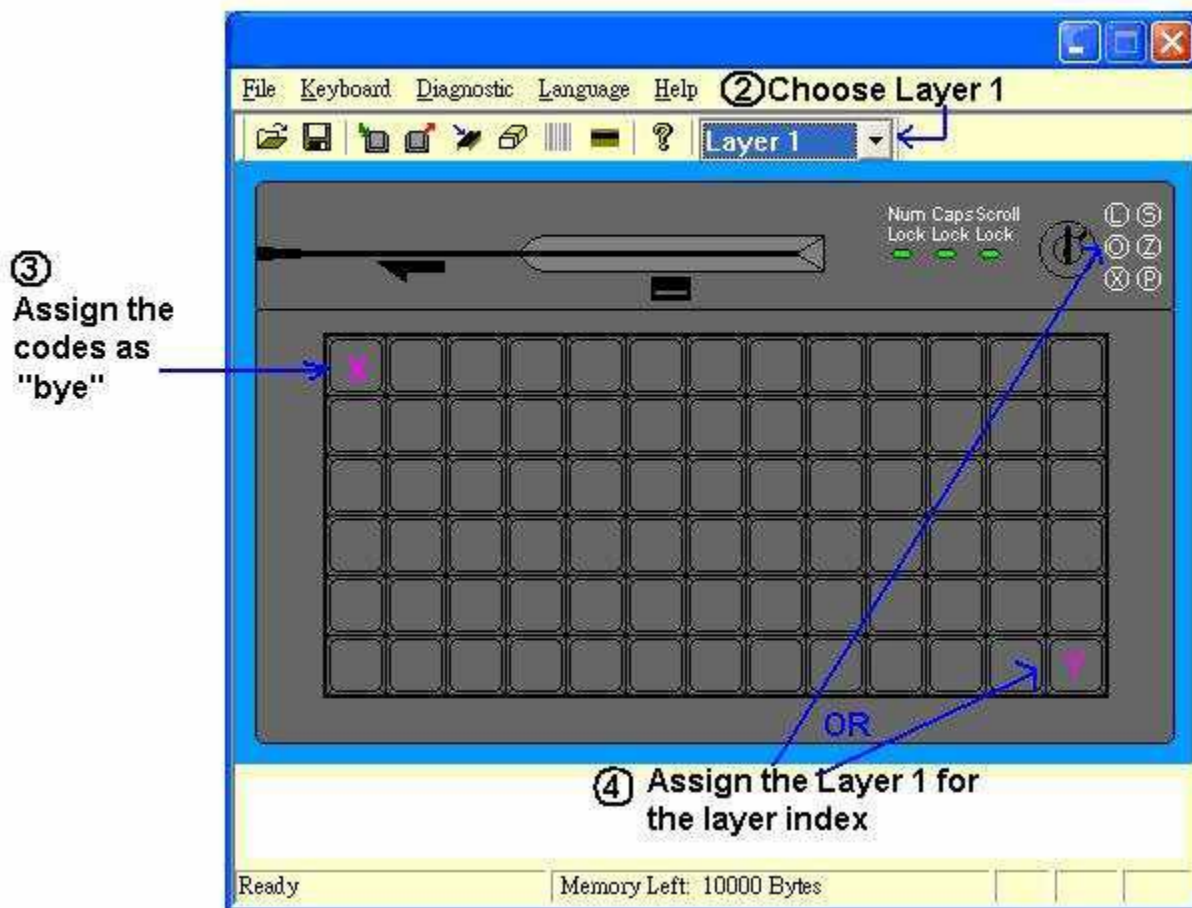 File Keyboard Diagnostic Language Help ②Choose Layer 1
Layer 1
Num Caps Scroll
Lock Lock Lock
L S
O Z
X P
③
Assign the
codes as
"bye"
X
Y
OR
④ Assign the Layer 1 for
the layer index
Ready Memory Left: 10000 Bytes